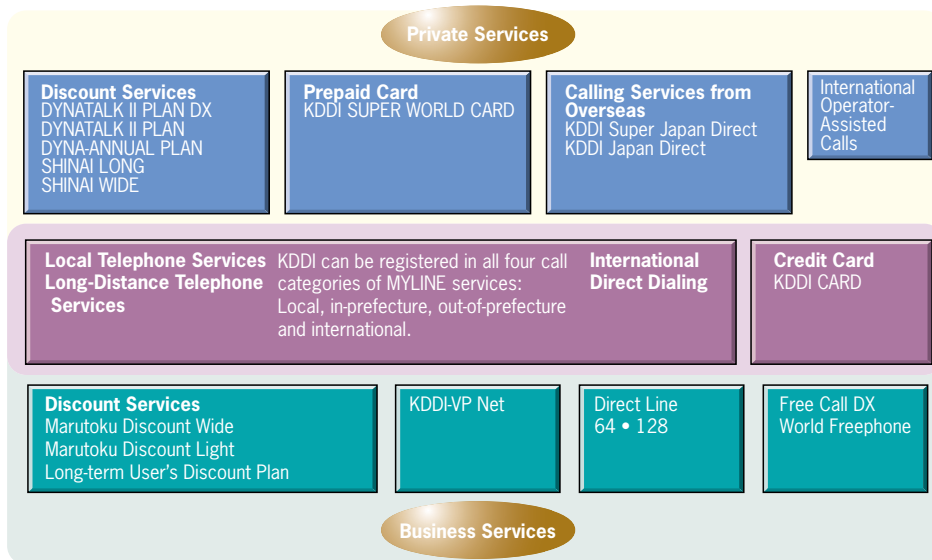 Private Services
Discount Services
DYNATALK II PLAN DX
DYNATALK II PLAN
DYNA-ANNUAL PLAN
SHINAI LONG
SHINAI WIDE
Prepaid Card
KDDI SUPER WORLD CARD
Calling Services from
Overseas
KDDI Super Japan Direct
KDDI Japan Direct
International
Operator-
Assisted
Calls
Local Telephone Services
Long-Distance Telephone
Services
KDDI can be registered in all four call
categories of MYLINE services:
Local, in-prefecture, out-of-prefecture
and international.
International
Direct Dialing
Credit Card
KDDI CARD
Discount Services
Marutoku Discount Wide
Marutoku Discount Light
Long-term User's Discount Plan
KDDI-VP Net
Direct Line
64 • 128
Free Call DX
World Freephone
Business Services